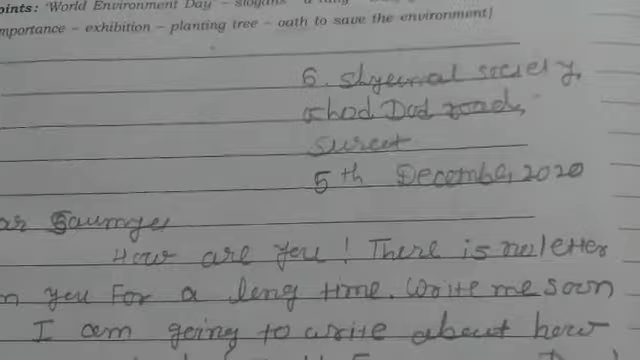 oints: 'World Environment Day – slogans – a rally –
mportance – exhibition – planting tree – oath to save the environment]
6. Shyamal society,
Ghod Dod road,
Surat
5th December, 2020
ar Saumya
How are you! There is no letter
m you For a long time. Write me soon
I am going to write about how